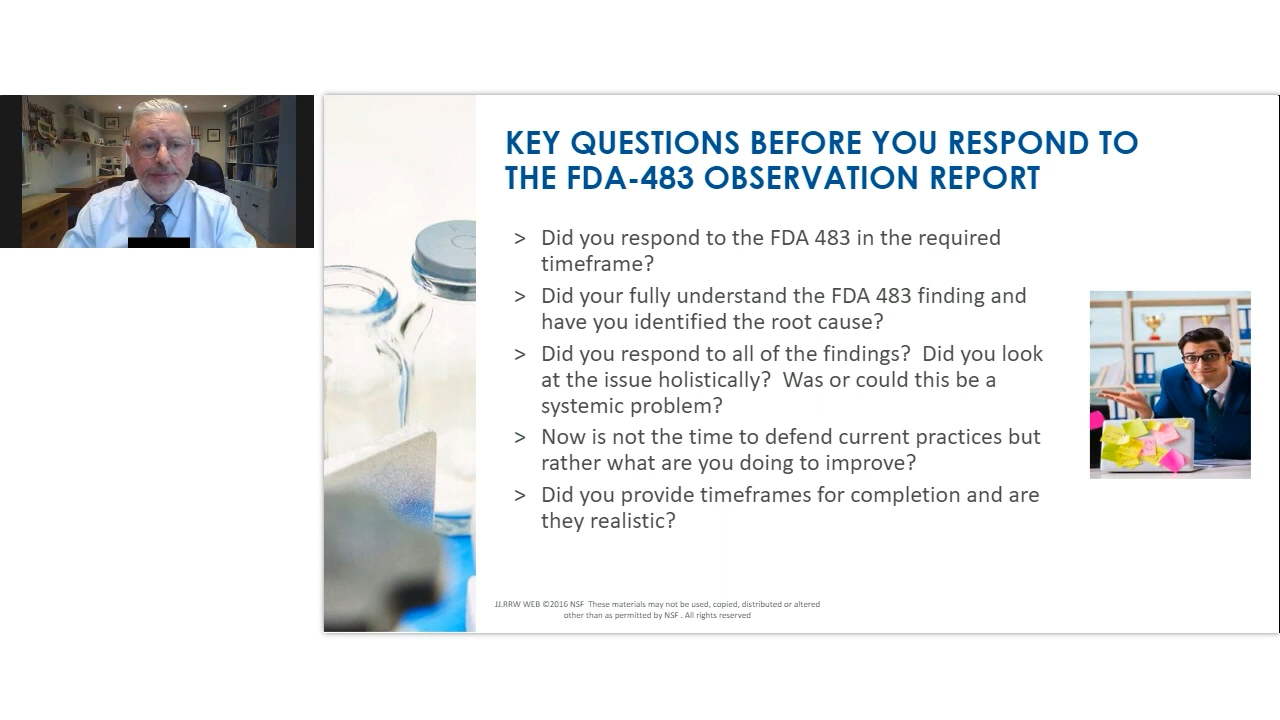 KEY QUESTIONS BEFORE YOU RESPOND TO
THE FDA-483 OBSERVATION REPORT
> Did you respond to the FDA 483 in the required
timeframe?
> Did your fully understand the FDA 483 finding and
have you identified the root cause?
> Did you respond to all of the findings?  Did you look
at the issue holistically?  Was or could this be a
systemic problem?
> Now is not the time to defend current practices but
rather what are you doing to improve?
> Did you provide timeframes for completion and are
they realistic?
JJ.RRW WEB ©2016 NSF  These materials may not be used, copied, distributed or altered
other than as permitted by NSF . All rights reserved